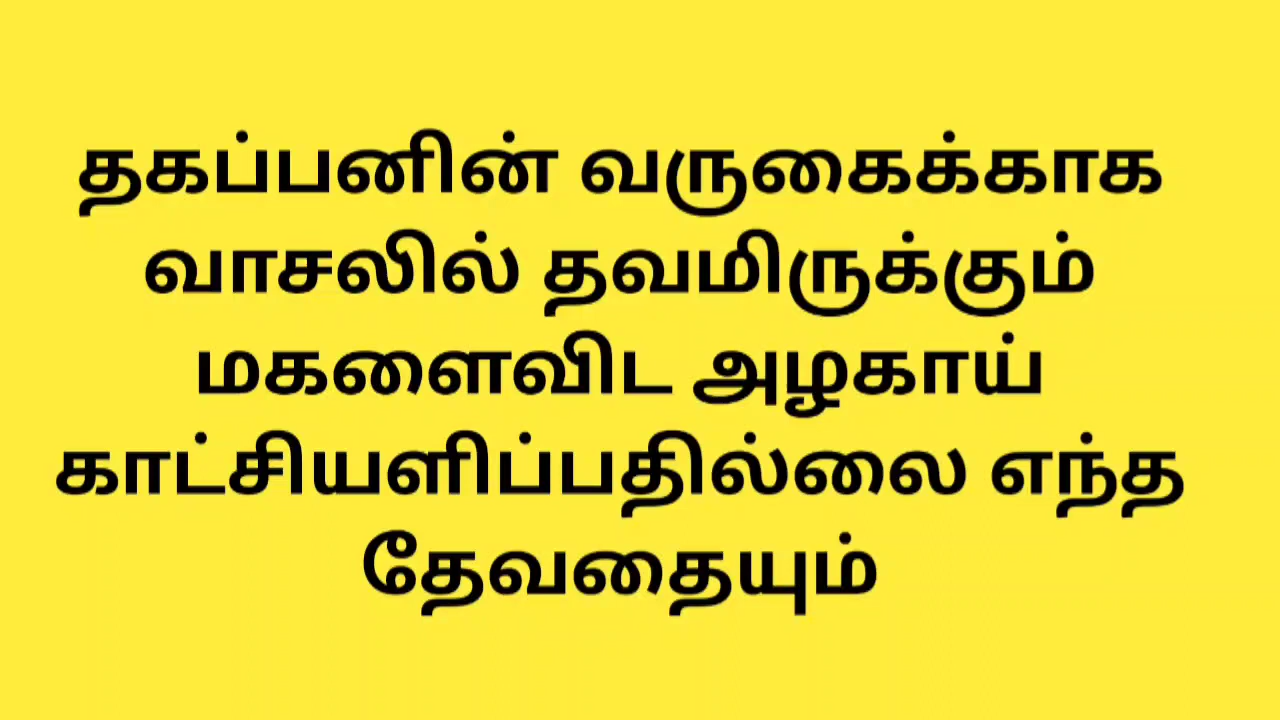 தகப்பனின் வருகைக்காக
வாசலில் தவமிருக்கும்
மகளைவிட அழகாய்
காட்சியளிப்பதில்லை எந்த
தேவதையும்